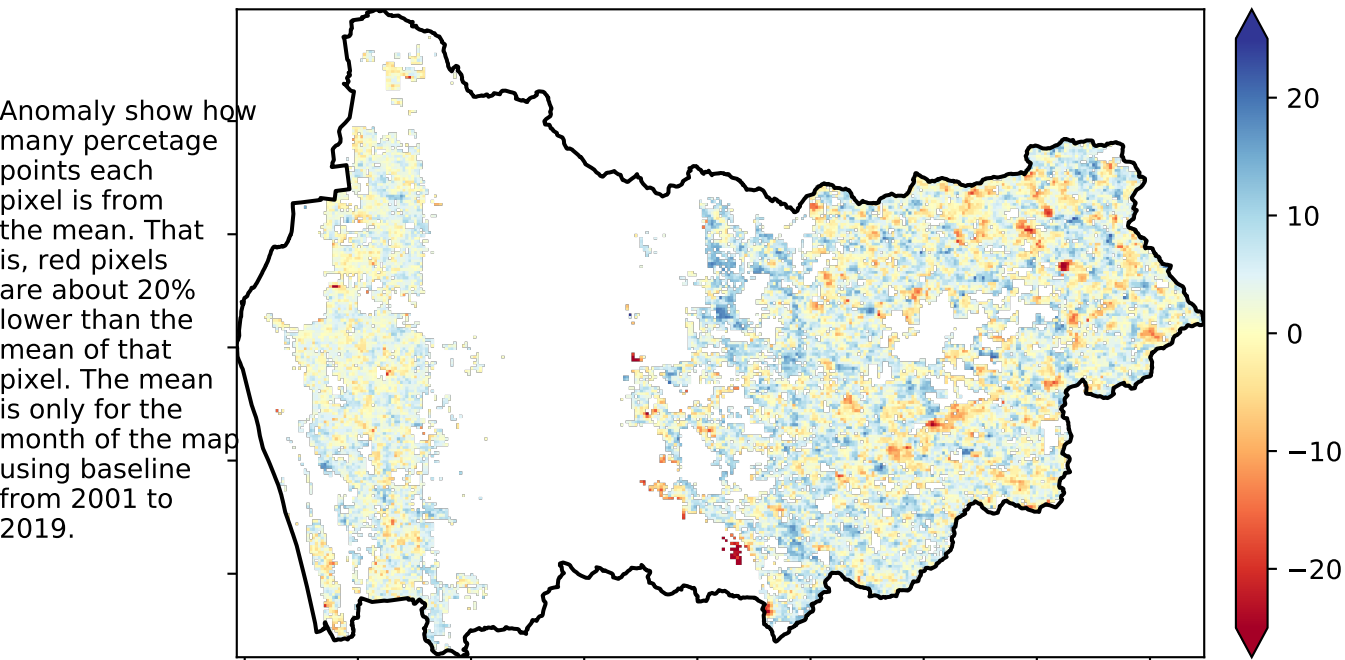 Anomaly show how
many percetage
points each
pixel is from
the mean. That
is, red pixels
are about 20%
lower than the
mean of that
pixel. The mean
is only for the
month of the map
using baseline
from 2001 to
2019.
20
10
0
−10
−20